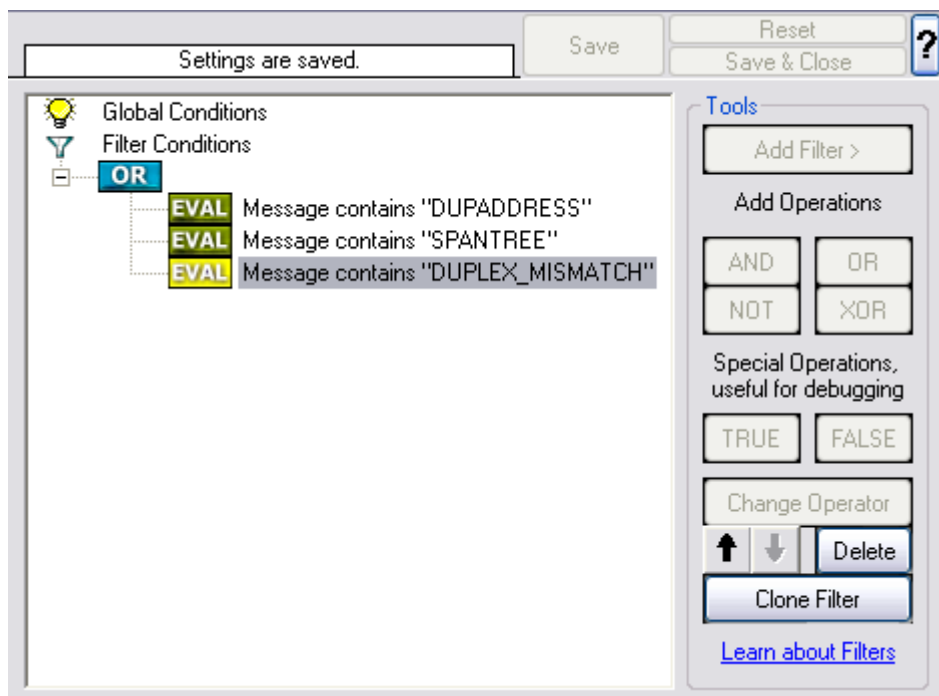 Settings are saved.
Save
Reset
Save & Close
?
Global Conditions
Filter Conditions
OR
EVAL Message contains "DUPADDRESS"
EVAL Message contains "SPANTREE"
EVAL Message contains "DUPLEX_MISMATCH"
Tools
Add Filter >
Add Operations
AND OR
NOT XOR
Special Operations,
useful for debugging
TRUE FALSE
Change Operator
Delete
Clone Filter
Learn about Filters